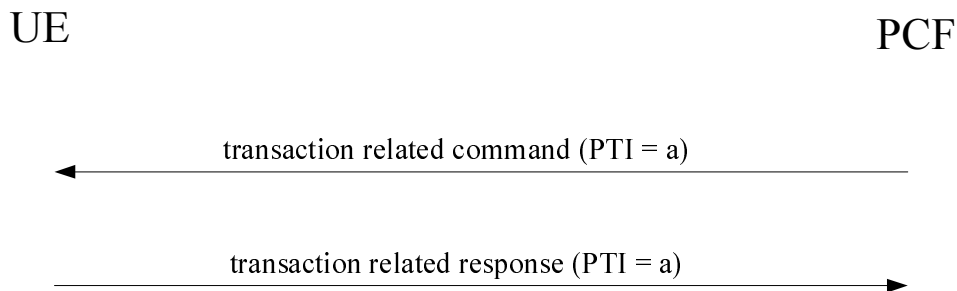 UE
PCF
transaction related command (PTI = a)
transaction related response (PTI = a)